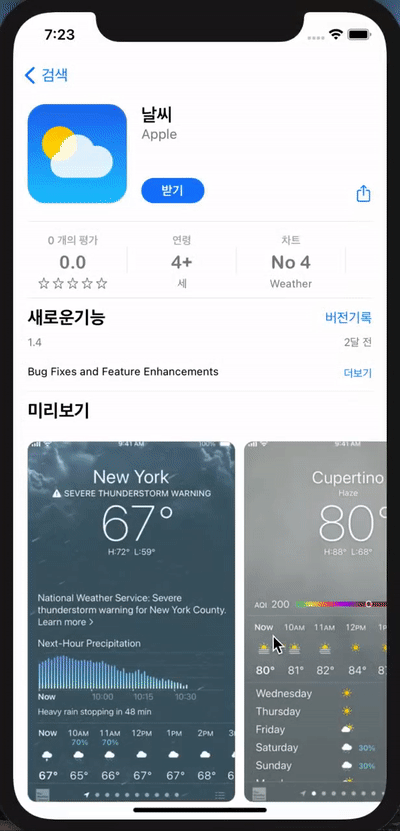 7:23
검색
날씨
Apple
받기
0 개의 평가
연령
차트
0.0
4+
No 4
세
Weather
새로운기능
버전기록
1.4
2달 전
Bug Fixes and Feature Enhancements
더보기
미리보기
9:41 AM
100%
New York
SEVERE THUNDERSTORM WARNING
67°
H:72° L:59°
National Weather Service: Severe
thunderstorm warning for New York County.
Learn more >
Next-Hour Precipitation
Now 10:00 10:15 10:30
Heavy rain stopping in 48 min
Now 10AM 11AM 12PM 1PM 2PM 3
70% 70%
67° 65° 66° 67° 67° 68° 6
9:41 AM
Cupertino
Haze
80°
H:88° L:68°
AQI 200
Now 10AM 11AM 12PM 1PM
80° 81° 82° 84° 87
Wednesday
Thursday
Friday
Saturday 30%
Sunday 30%